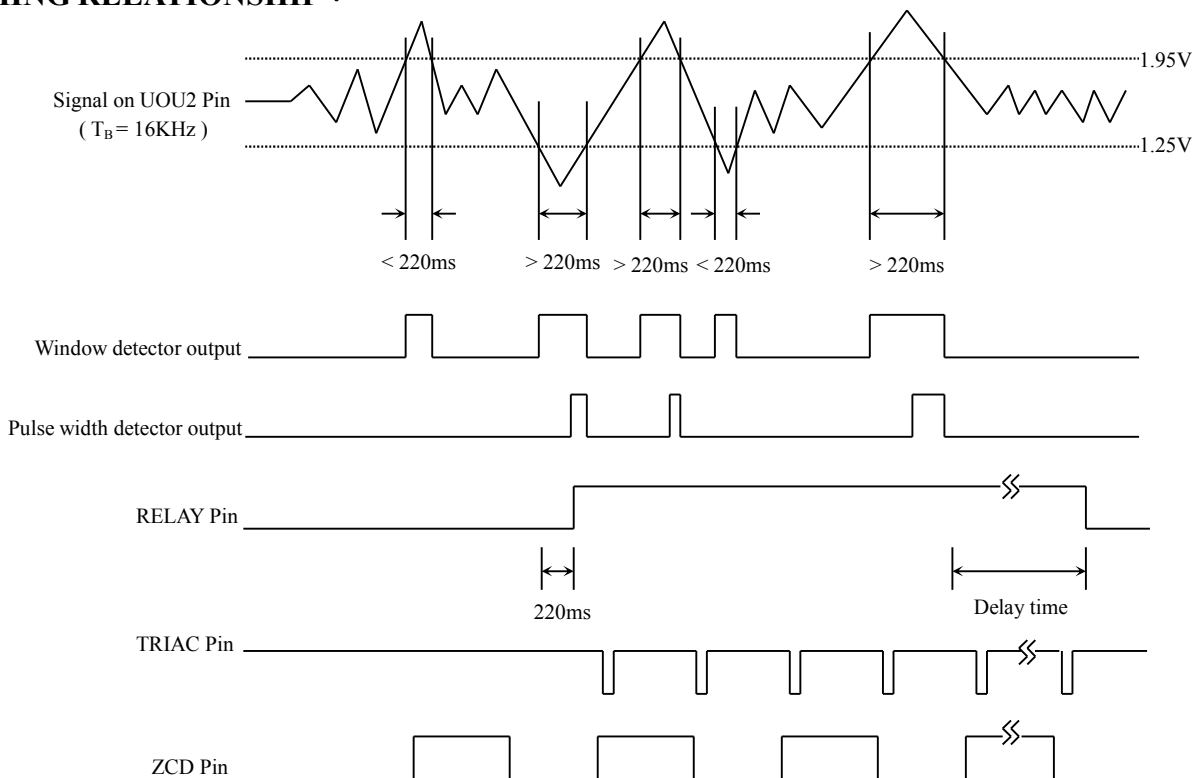 1.95V
Signal on UOU2 Pin
( TB = 16KHz )
1.25V
< 220ms > 220ms > 220ms < 220ms > 220ms
Window detector output
Pulse width detector output
RELAY Pin
220ms
Delay time
TRIAC Pin
ZCD Pin